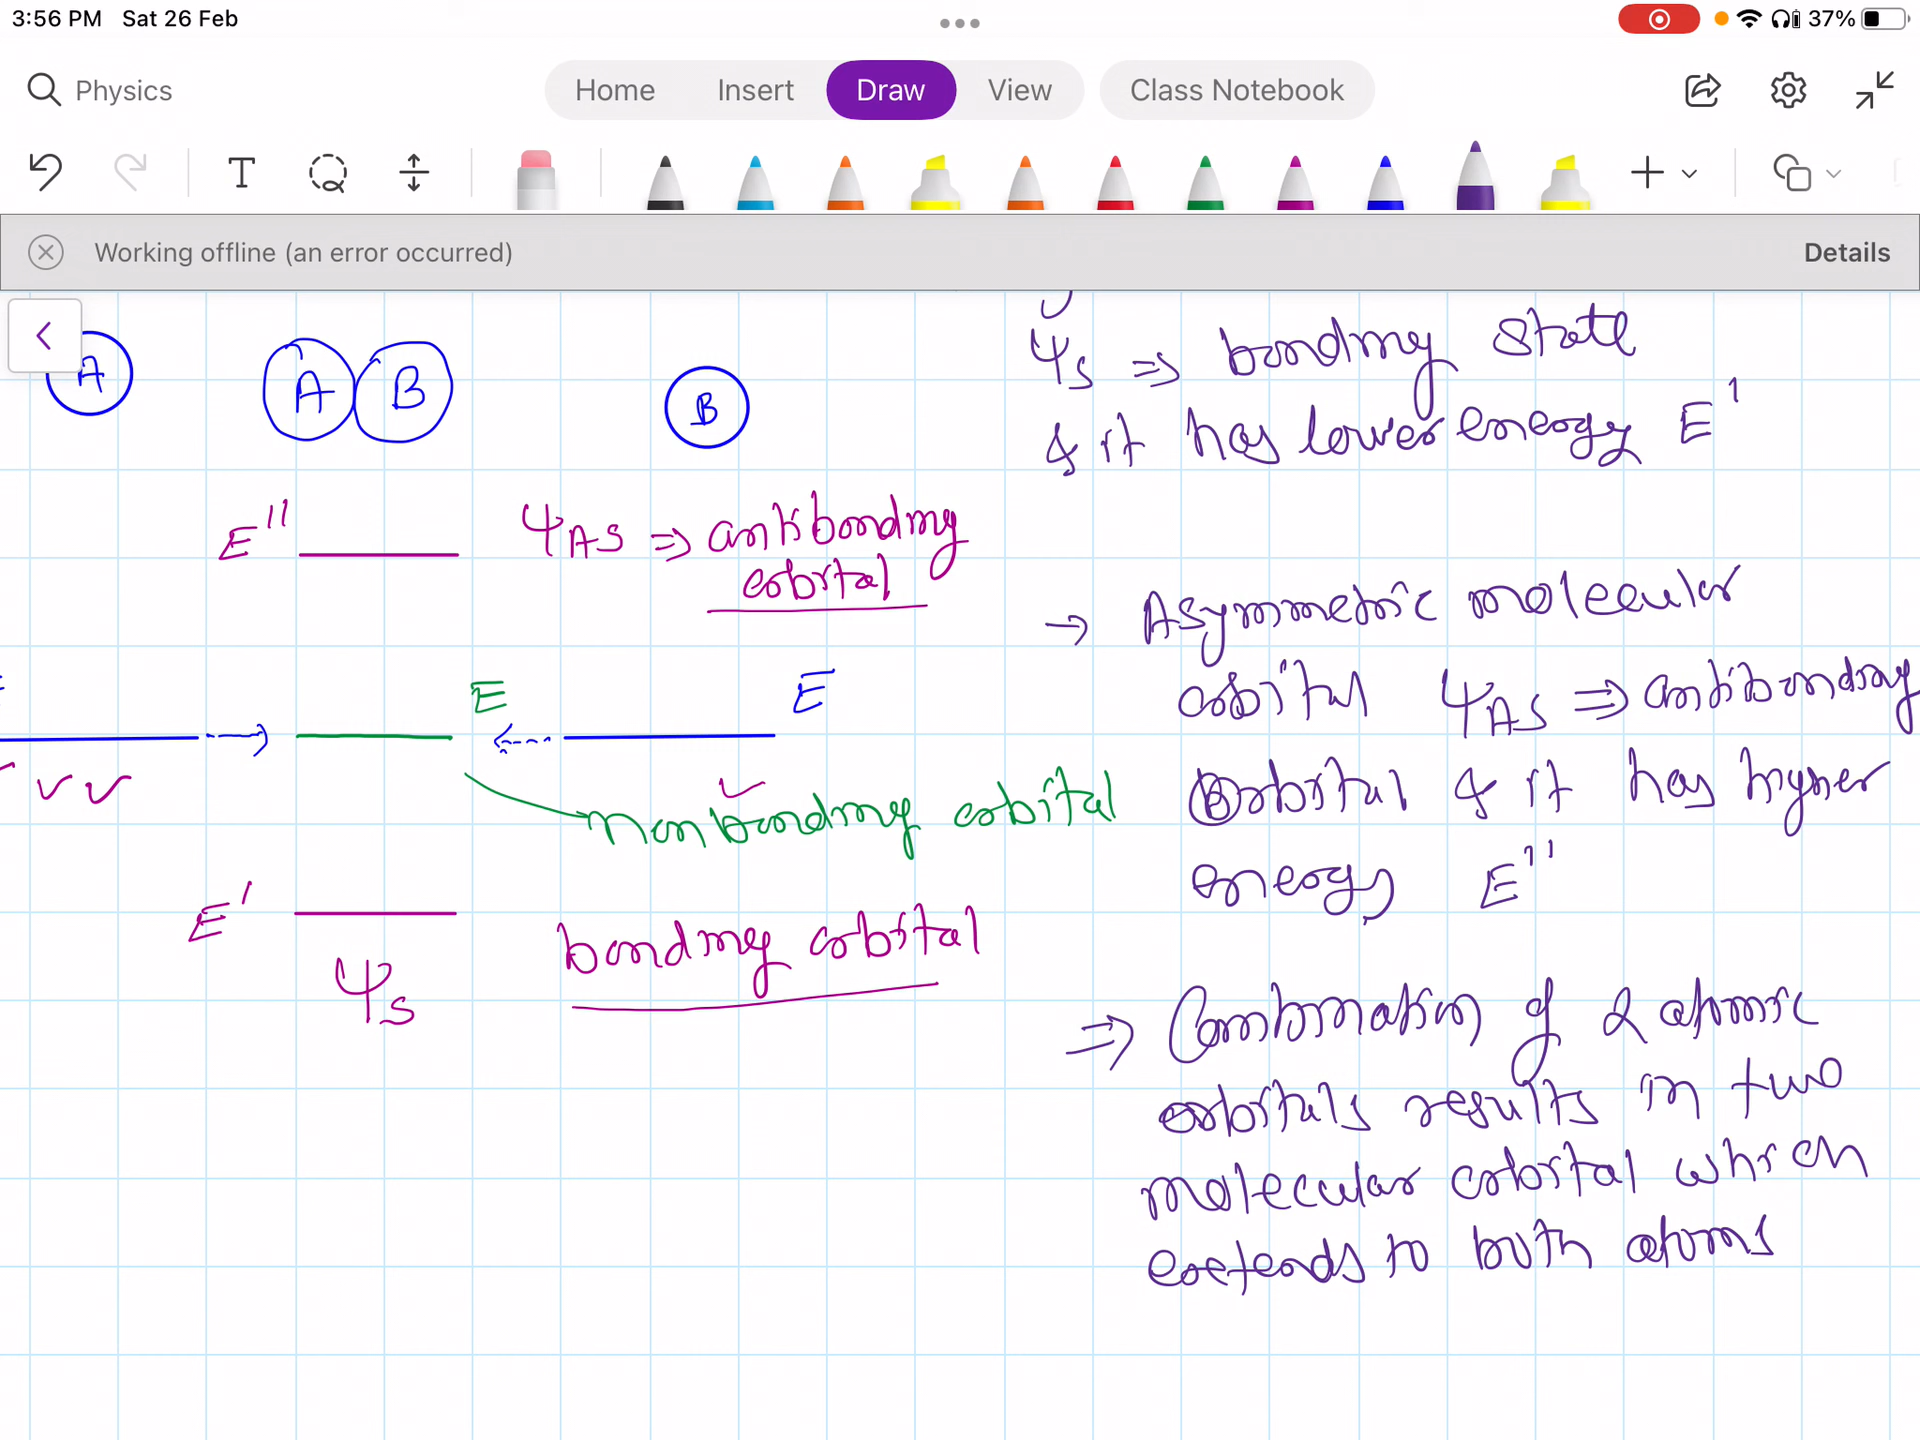 3:56 PM Sat 26 Feb
37%
Physics
Home Insert Draw View Class Notebook
T
Working offline (an error occurred)
Details
A
A B
B
E'' ψAS ⇒ antibonding
orbital
E E
nonbonding orbital
E' bonding orbital
ψS
ψS ⇒ bonding state
& it has lower energy E'
→ Asymmetric molecular
orbital ψAS ⇒ antibonding
orbital & it has higher
energy E''
⇒ Combination of 2 atomic
orbitals results in two
molecular orbital which
extends to both atoms